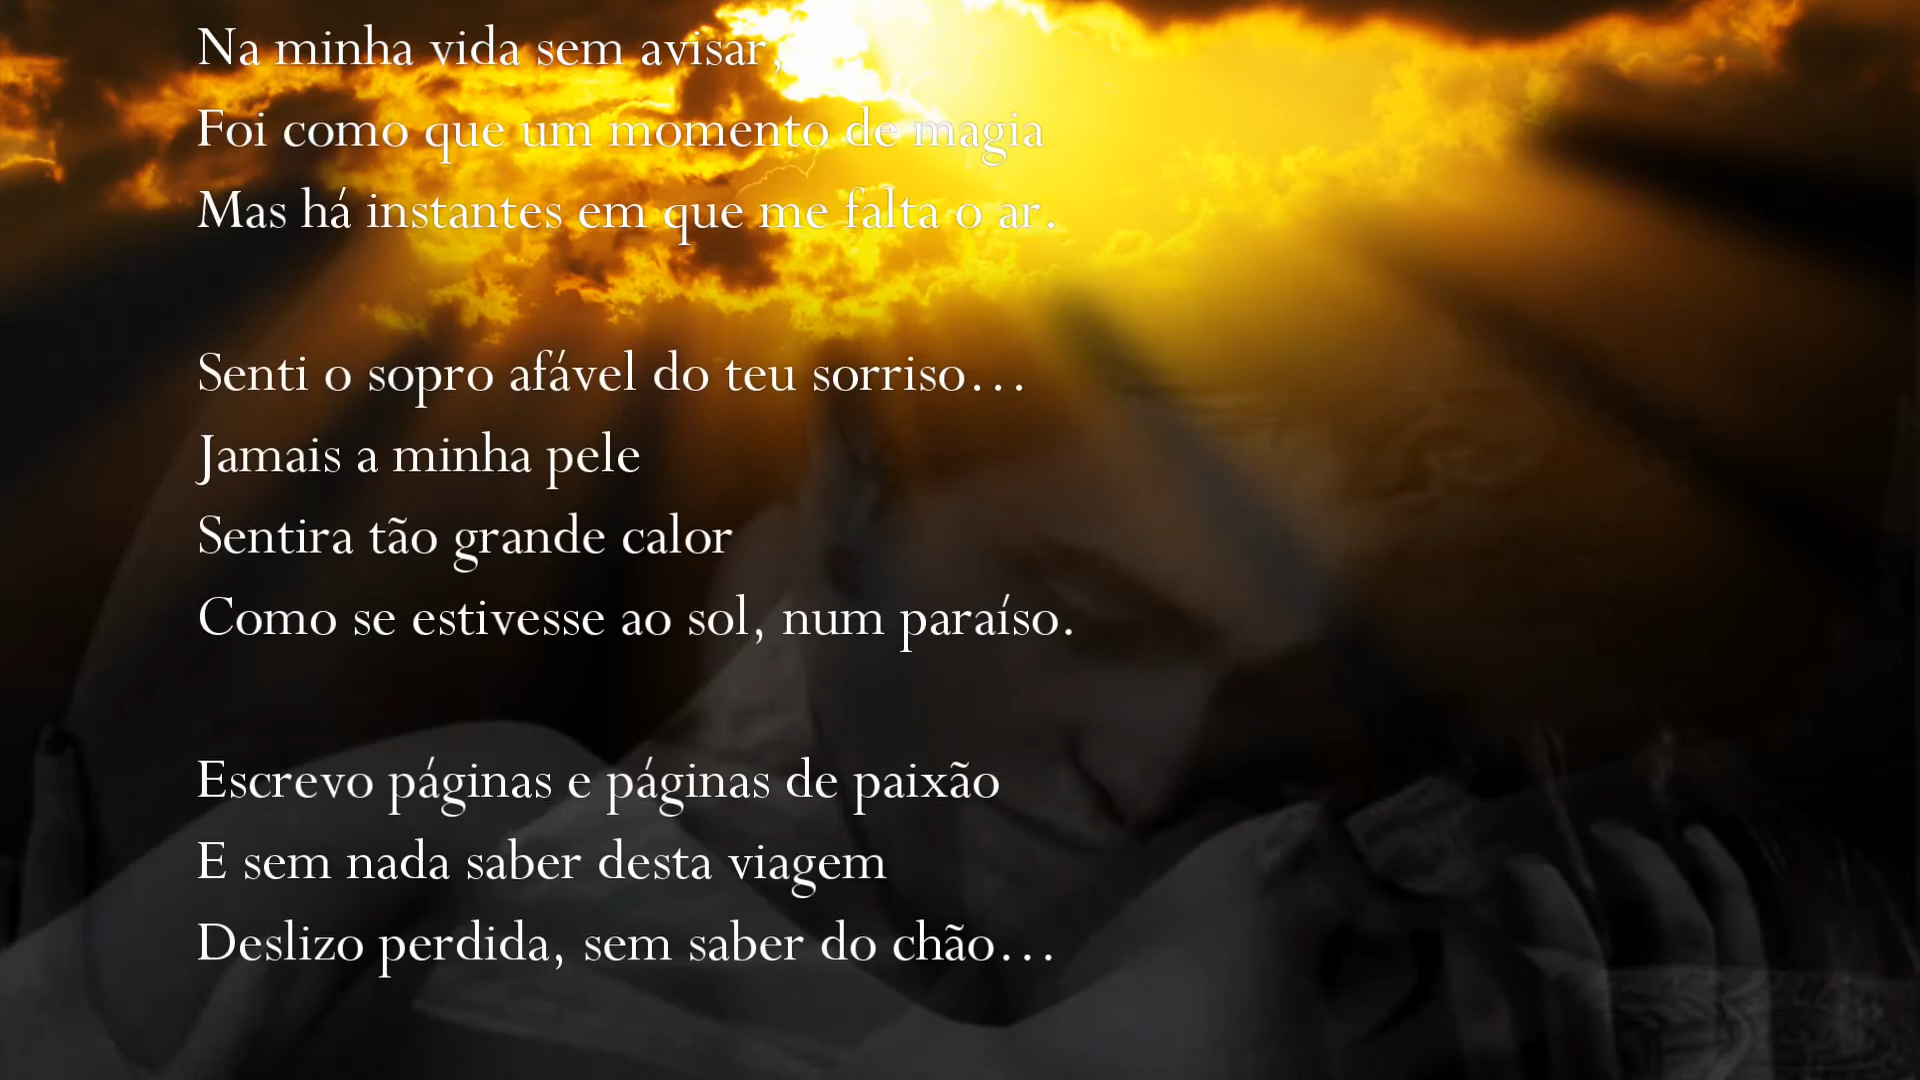 Na minha vida sem avisar,
Foi como que um momento de magia
Mas há instantes em que me falta o ar.
Senti o sopro afável do teu sorriso…
Jamais a minha pele
Sentira tão grande calor
Como se estivesse ao sol, num paraíso.
Escrevo páginas e páginas de paixão
E sem nada saber desta viagem
Deslizo perdida, sem saber do chão…